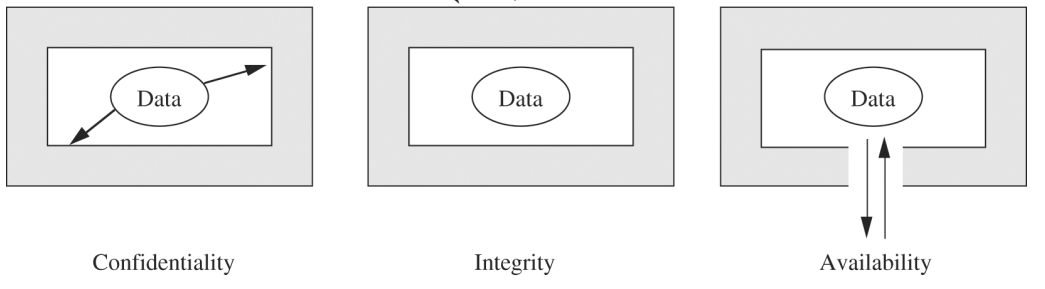 Data
Data
Data
Confidentiality
Integrity
Availability